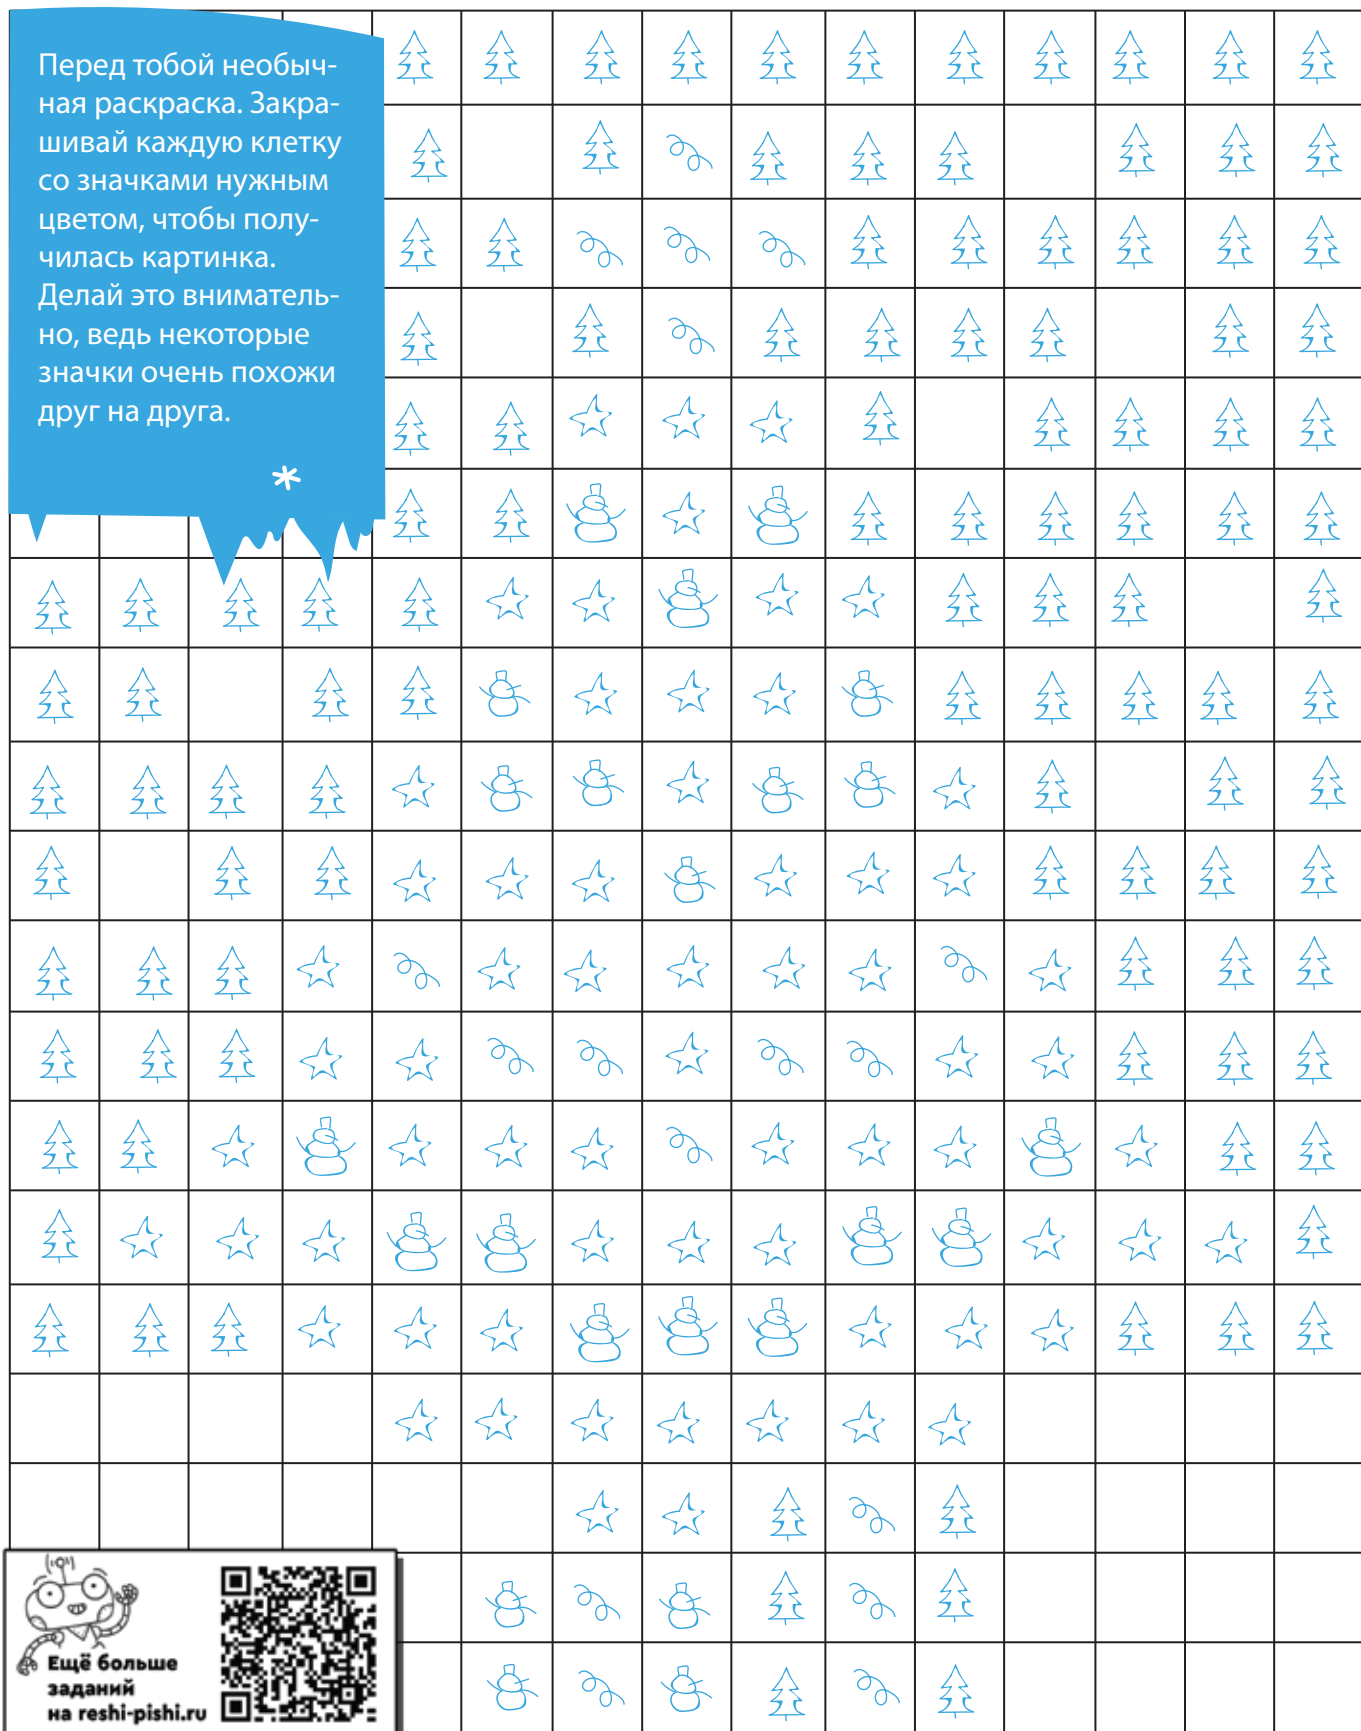 Перед тобой необыч-
ная раскраска. Закра-
шивай каждую клетку
со значками нужным
цветом, чтобы полу-
чилась картинка.
Делай это вниматель-
но, ведь некоторые
значки очень похожи
друг на друга.
Ещё больше
заданий
на reshi-pishi.ru